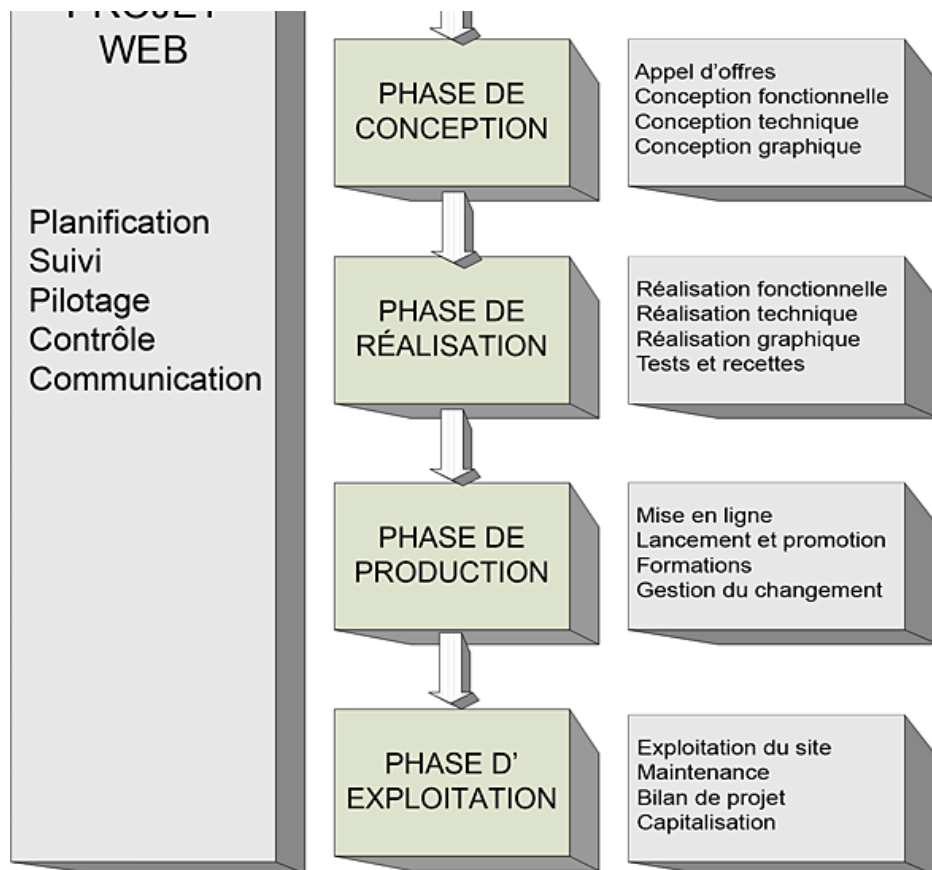 PROJET
WEB
Planification
Suivi
Pilotage
Contrôle
Communication
PHASE DE
CONCEPTION
Appel d’offres
Conception fonctionnelle
Conception technique
Conception graphique
PHASE DE
RÉALISATION
Réalisation fonctionnelle
Réalisation technique
Réalisation graphique
Tests et recettes
PHASE DE
PRODUCTION
Mise en ligne
Lancement et promotion
Formations
Gestion du changement
PHASE D’
EXPLOITATION
Exploitation du site
Maintenance
Bilan de projet
Capitalisation